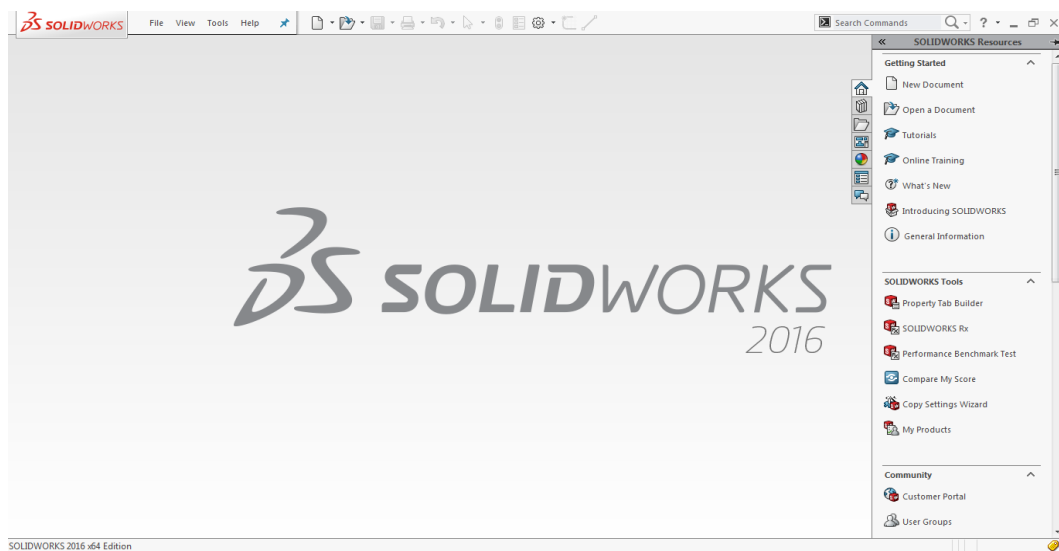 SOLIDWORKS File View Tools Help Search Commands ?
SOLIDWORKS Resources
Getting Started
New Document
Open a Document
Tutorials
Online Training
What's New
Introducing SOLIDWORKS
General Information
SOLIDWORKS Tools
Property Tab Builder
SOLIDWORKS Rx
Performance Benchmark Test
Compare My Score
Copy Settings Wizard
My Products
Community
Customer Portal
User Groups
SOLIDWORKS
2016
SOLIDWORKS 2016 x64 Edition